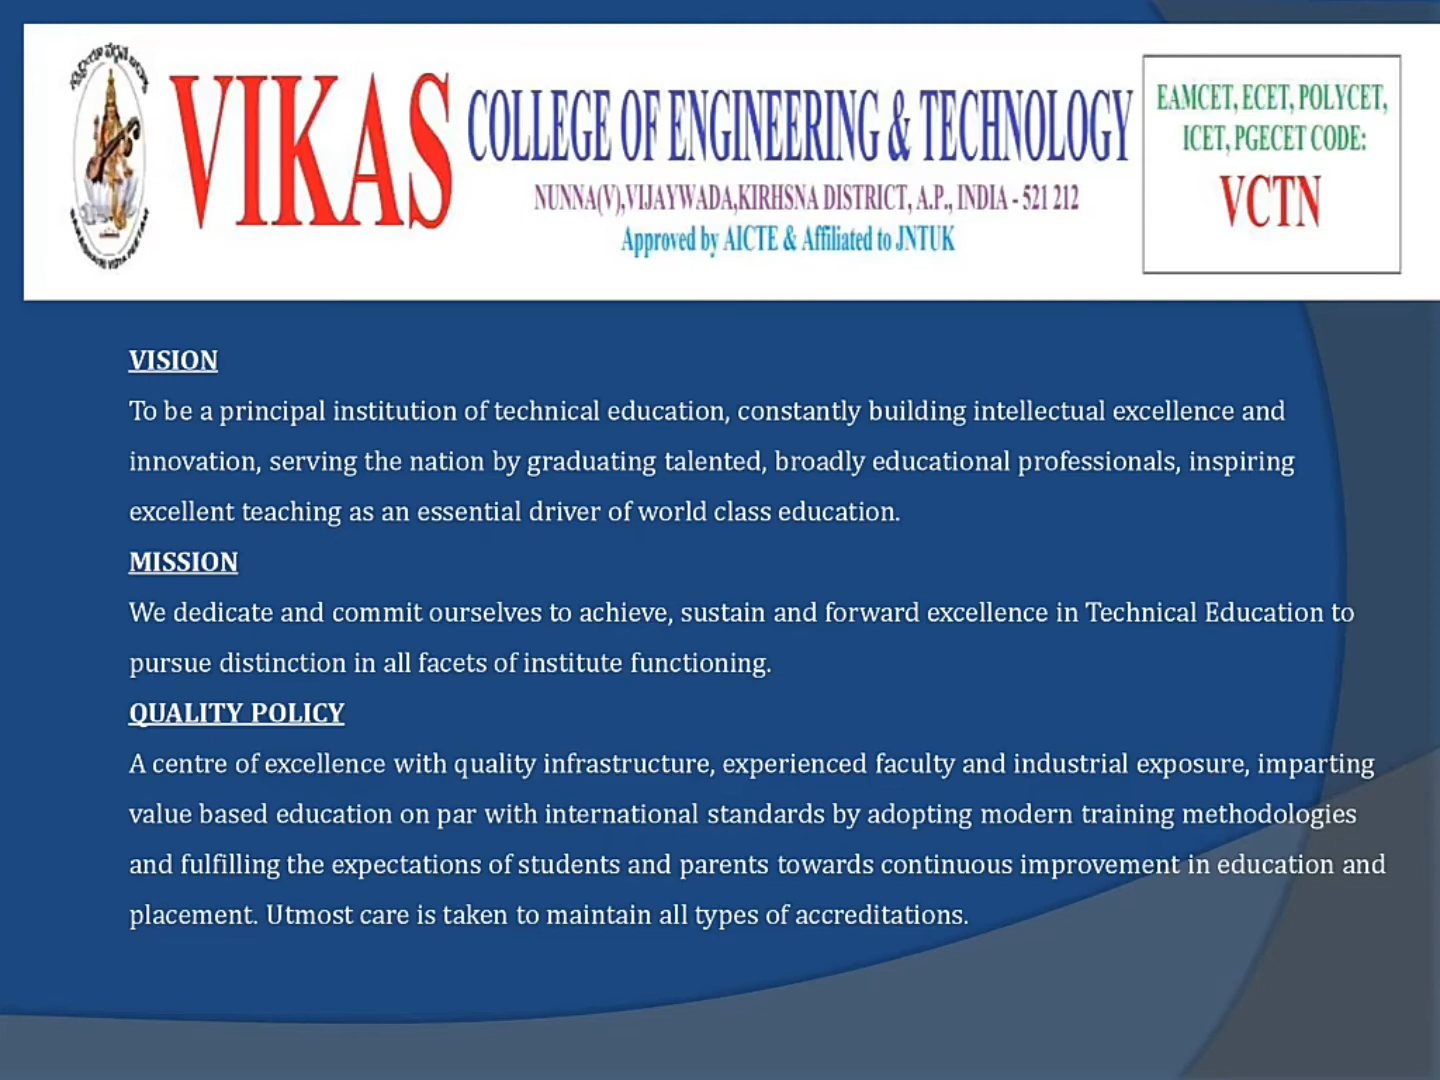 VIKAS
COLLEGE OF ENGINEERING & TECHNOLOGY
NUNNA(V),VIJAYWADA,KIRHSNA DISTRICT, A.P., INDIA - 521 212
Approved by AICTE & Affiliated to JNTUK
EAMCET, ECET, POLYCET,
ICET, PGECET CODE:
VCTN
VISION
To be a principal institution of technical education, constantly building intellectual excellence and
innovation, serving the nation by graduating talented, broadly educational professionals, inspiring
excellent teaching as an essential driver of world class education.
MISSION
We dedicate and commit ourselves to achieve, sustain and forward excellence in Technical Education to
pursue distinction in all facets of institute functioning.
QUALITY POLICY
A centre of excellence with quality infrastructure, experienced faculty and industrial exposure, imparting
value based education on par with international standards by adopting modern training methodologies
and fulfilling the expectations of students and parents towards continuous improvement in education and
placement. Utmost care is taken to maintain all types of accreditations.